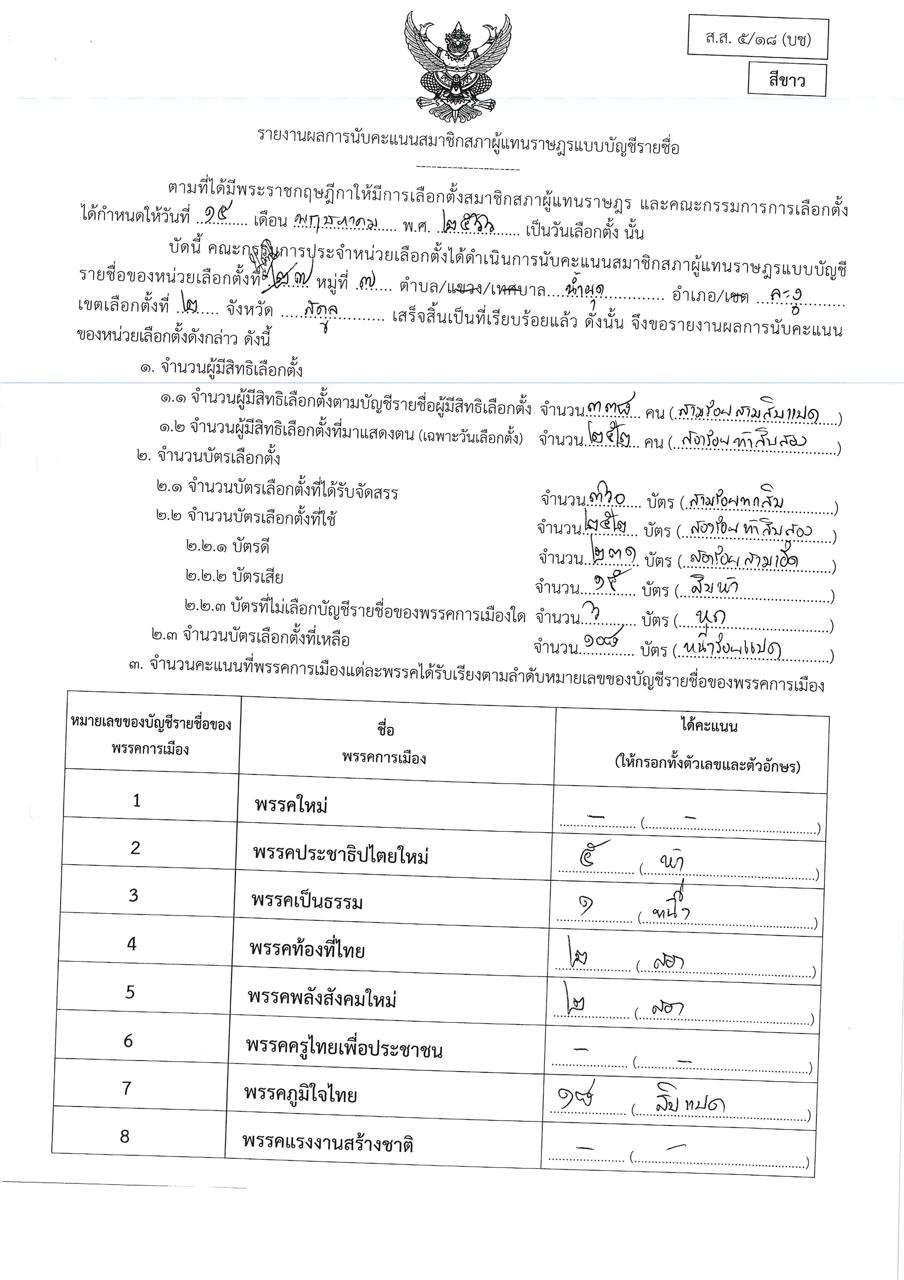 ส.ส. ๕/๑๘ (บช)
สีขาว
รายงานผลการนับคะแนนสมาชิกสภาผู้แทนราษฎรแบบบัญชีรายชื่อ
ตามที่ได้มีพระราชกฤษฎีกาให้มีการเลือกตั้งสมาชิกสภาผู้แทนราษฎร และคณะกรรมการการเลือกตั้ง
ได้กำหนดให้วันที่ ๑๔ เดือน พฤษภาคม พ.ศ. ๒๕๖๖ เป็นวันเลือกตั้ง นั้น
บัดนี้ คณะกรรมการประจำหน่วยเลือกตั้งได้ดำเนินการนับคะแนนสมาชิกสภาผู้แทนราษฎรแบบบัญชี
รายชื่อของหน่วยเลือกตั้งที่ หมู่ที่ ๗ ตำบล/แขวง/เทศบาล น้ำผุด อำเภอ/เขต ละงู
เขตเลือกตั้งที่ ๒ จังหวัด สตูล เสร็จสิ้นเป็นที่เรียบร้อยแล้ว ดังนั้น จึงขอรายงานผลการนับคะแนน
ของหน่วยเลือกตั้งดังกล่าว ดังนี้
๑. จำนวนผู้มีสิทธิเลือกตั้ง
๑.๑ จำนวนผู้มีสิทธิเลือกตั้งตามบัญชีรายชื่อผู้มีสิทธิเลือกตั้ง จำนวน ๓๓๘ คน (สามร้อยสามสิบแปด)
๑.๒ จำนวนผู้มีสิทธิเลือกตั้งที่มาแสดงตน (เฉพาะวันเลือกตั้ง) จำนวน ๒๕๒ คน (สองร้อยห้าสิบสอง)
๒. จำนวนบัตรเลือกตั้ง
๒.๑ จำนวนบัตรเลือกตั้งที่ได้รับจัดสรร จำนวน ๓๖๐ บัตร (สามร้อยหกสิบ)
๒.๒ จำนวนบัตรเลือกตั้งที่ใช้ จำนวน ๒๕๒ บัตร (สองร้อยห้าสิบสอง)
๒.๒.๑ บัตรดี จำนวน ๒๓๑ บัตร (สองร้อยสามเอ็ด)
๒.๒.๒ บัตรเสีย จำนวน ๑๕ บัตร (สิบห้า)
๒.๒.๓ บัตรที่ไม่เลือกบัญชีรายชื่อของพรรคการเมืองใด จำนวน ๖ บัตร (หก)
๒.๓ จำนวนบัตรเลือกตั้งที่เหลือ จำนวน ๑๐๘ บัตร (หนึ่งร้อยแปด)
๓. จำนวนคะแนนที่พรรคการเมืองแต่ละพรรคได้รับเรียงตามลำดับหมายเลขของบัญชีรายชื่อของพรรคการเมือง
หมายเลขของบัญชีรายชื่อของพรรคการเมือง ชื่อพรรคการเมือง ได้คะแนน (ให้กรอกทั้งตัวเลขและตัวอักษร)
1 พรรคใหม่ – (–)
2 พรรคประชาธิปไตยใหม่ ๕ (ห้า)
3 พรรคเป็นธรรม ๑ (หนึ่ง)
4 พรรคท้องที่ไทย ๒ (สอง)
5 พรรคพลังสังคมใหม่ ๒ (สอง)
6 พรรคครูไทยเพื่อประชาชน – (–)
7 พรรคภูมิใจไทย ๑๘ (สิบแปด)
8 พรรคแรงงานสร้างชาติ – (–)